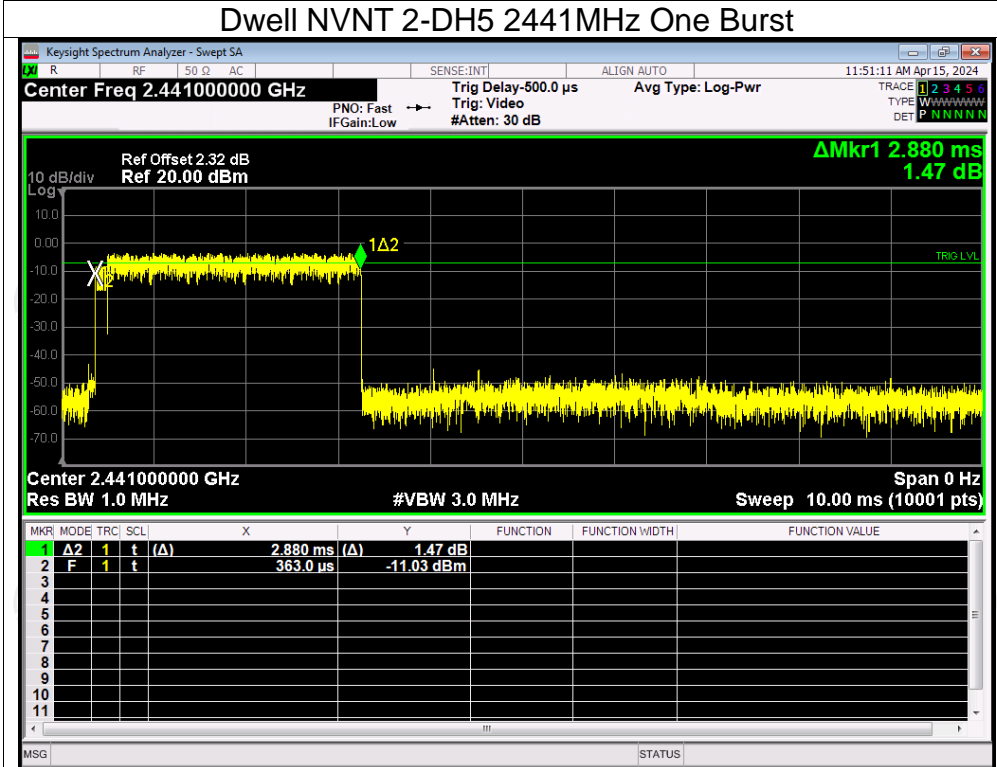 Dwell NVNT 2-DH5 2441MHz One Burst
Keysight Spectrum Analyzer - Swept SA
LXI R RF 50 Ω AC SENSE:INT ALIGN AUTO 11:51:11 AM Apr 15, 2024
Center Freq 2.441000000 GHz Trig Delay-500.0 µs Avg Type: Log-Pwr TRACE 1 2 3 4 5 6
PNO: Fast Trig: Video TYPE WWWWWW
IFGain:Low #Atten: 30 dB DET P N N N N N
ΔMkr1 2.880 ms
1.47 dB
Ref Offset 2.32 dB
10 dB/div Ref 20.00 dBm
Log
10.0
0.00
-10.0
-20.0
-30.0
-40.0
-50.0
-60.0
-70.0
1Δ2
TRIG LVL
2
Center 2.441000000 GHz Span 0 Hz
Res BW 1.0 MHz #VBW 3.0 MHz Sweep 10.00 ms (10001 pts)
MKR MODE TRC SCL X Y FUNCTION FUNCTION WIDTH FUNCTION VALUE
1 Δ2 1 t (Δ) 2.880 ms (Δ) 1.47 dB
2 F 1 t 363.0 µs -11.03 dBm
3
4
5
6
7
8
9
10
11
MSG STATUS